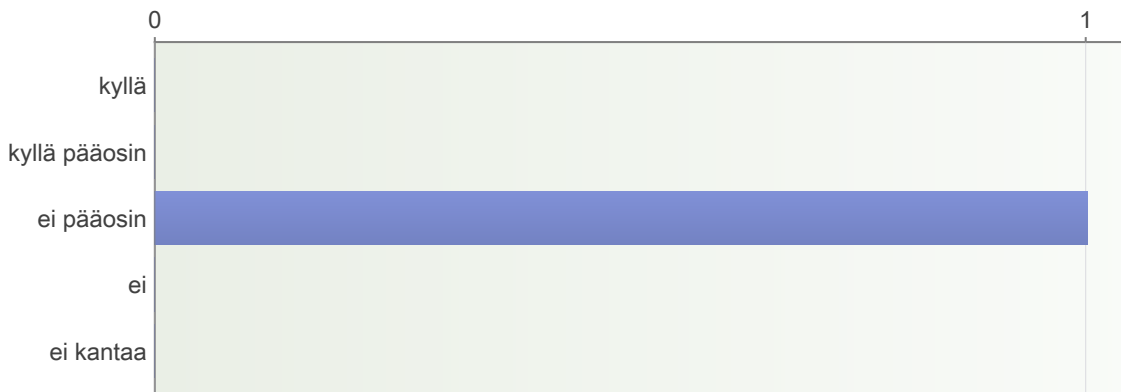 0 1
kyllä
kyllä pääosin
ei pääosin
ei
ei kantaa